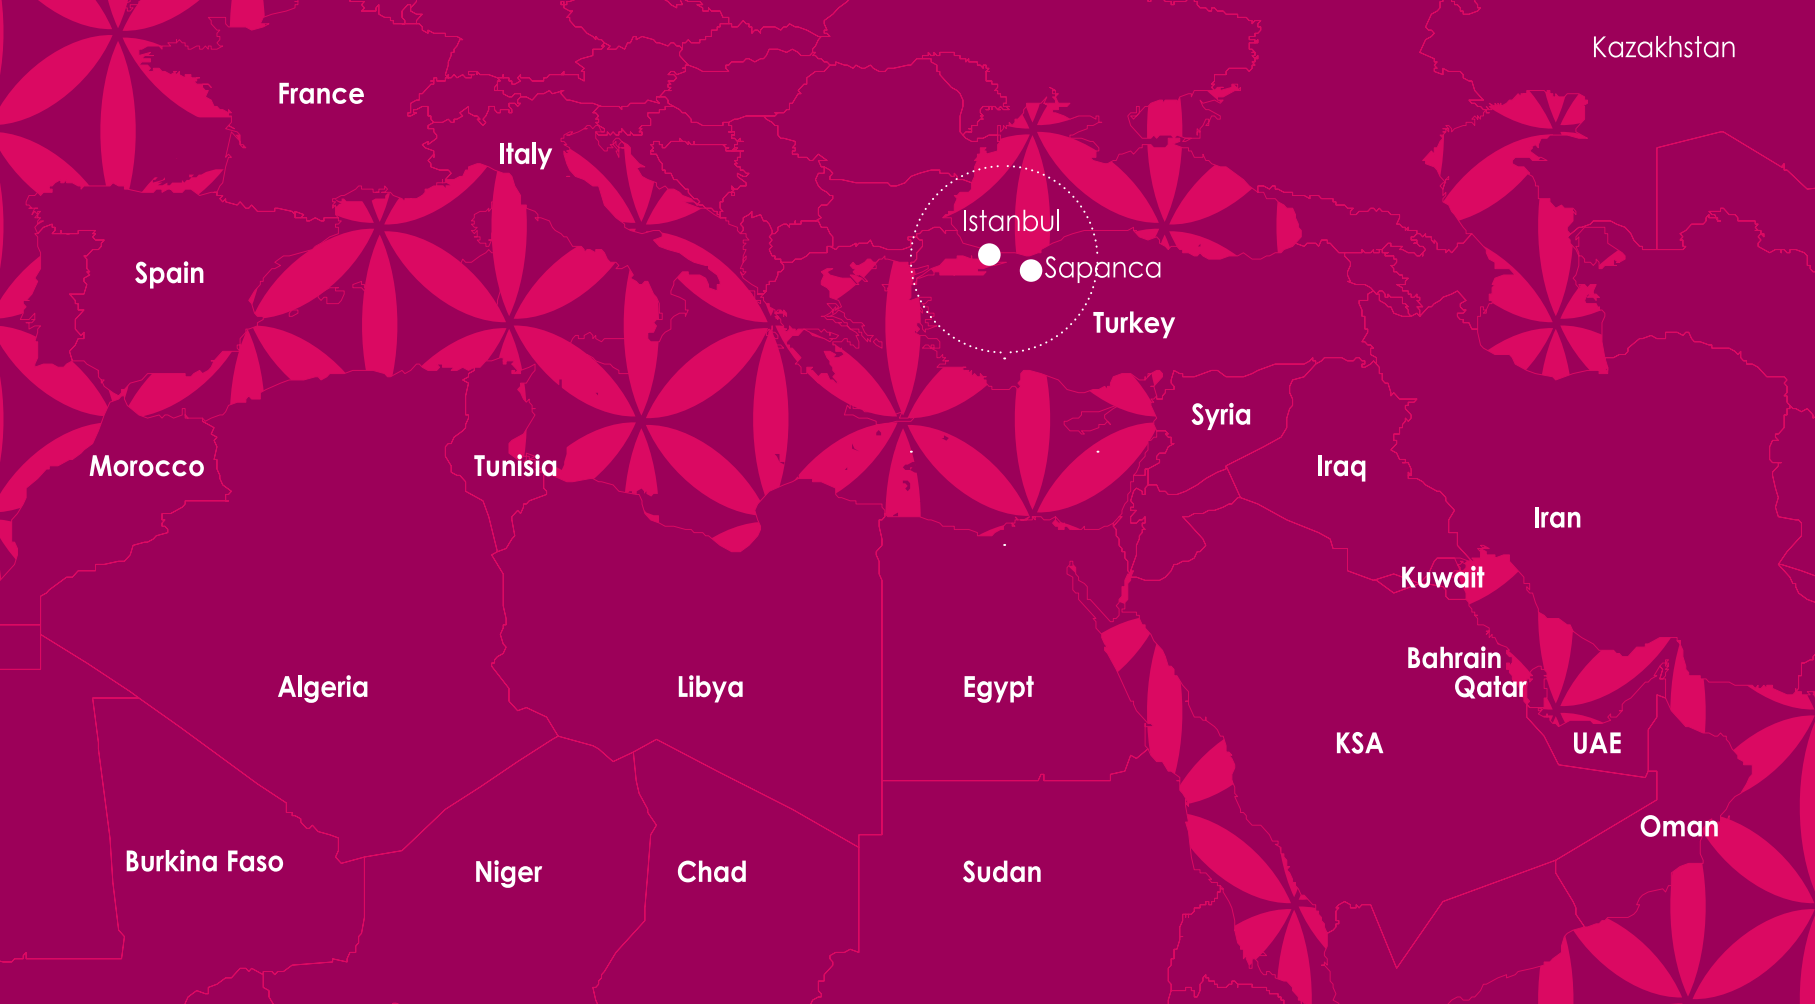 Kazakhstan
France
Italy
Istanbul
Spain
Sapanca
Turkey
Syria
Morocco
Tunisia
Iraq
Iran
Kuwait
Bahrain
Algeria
Libya
Egypt
Qatar
KSA
UAE
Oman
Burkina Faso
Niger
Chad
Sudan